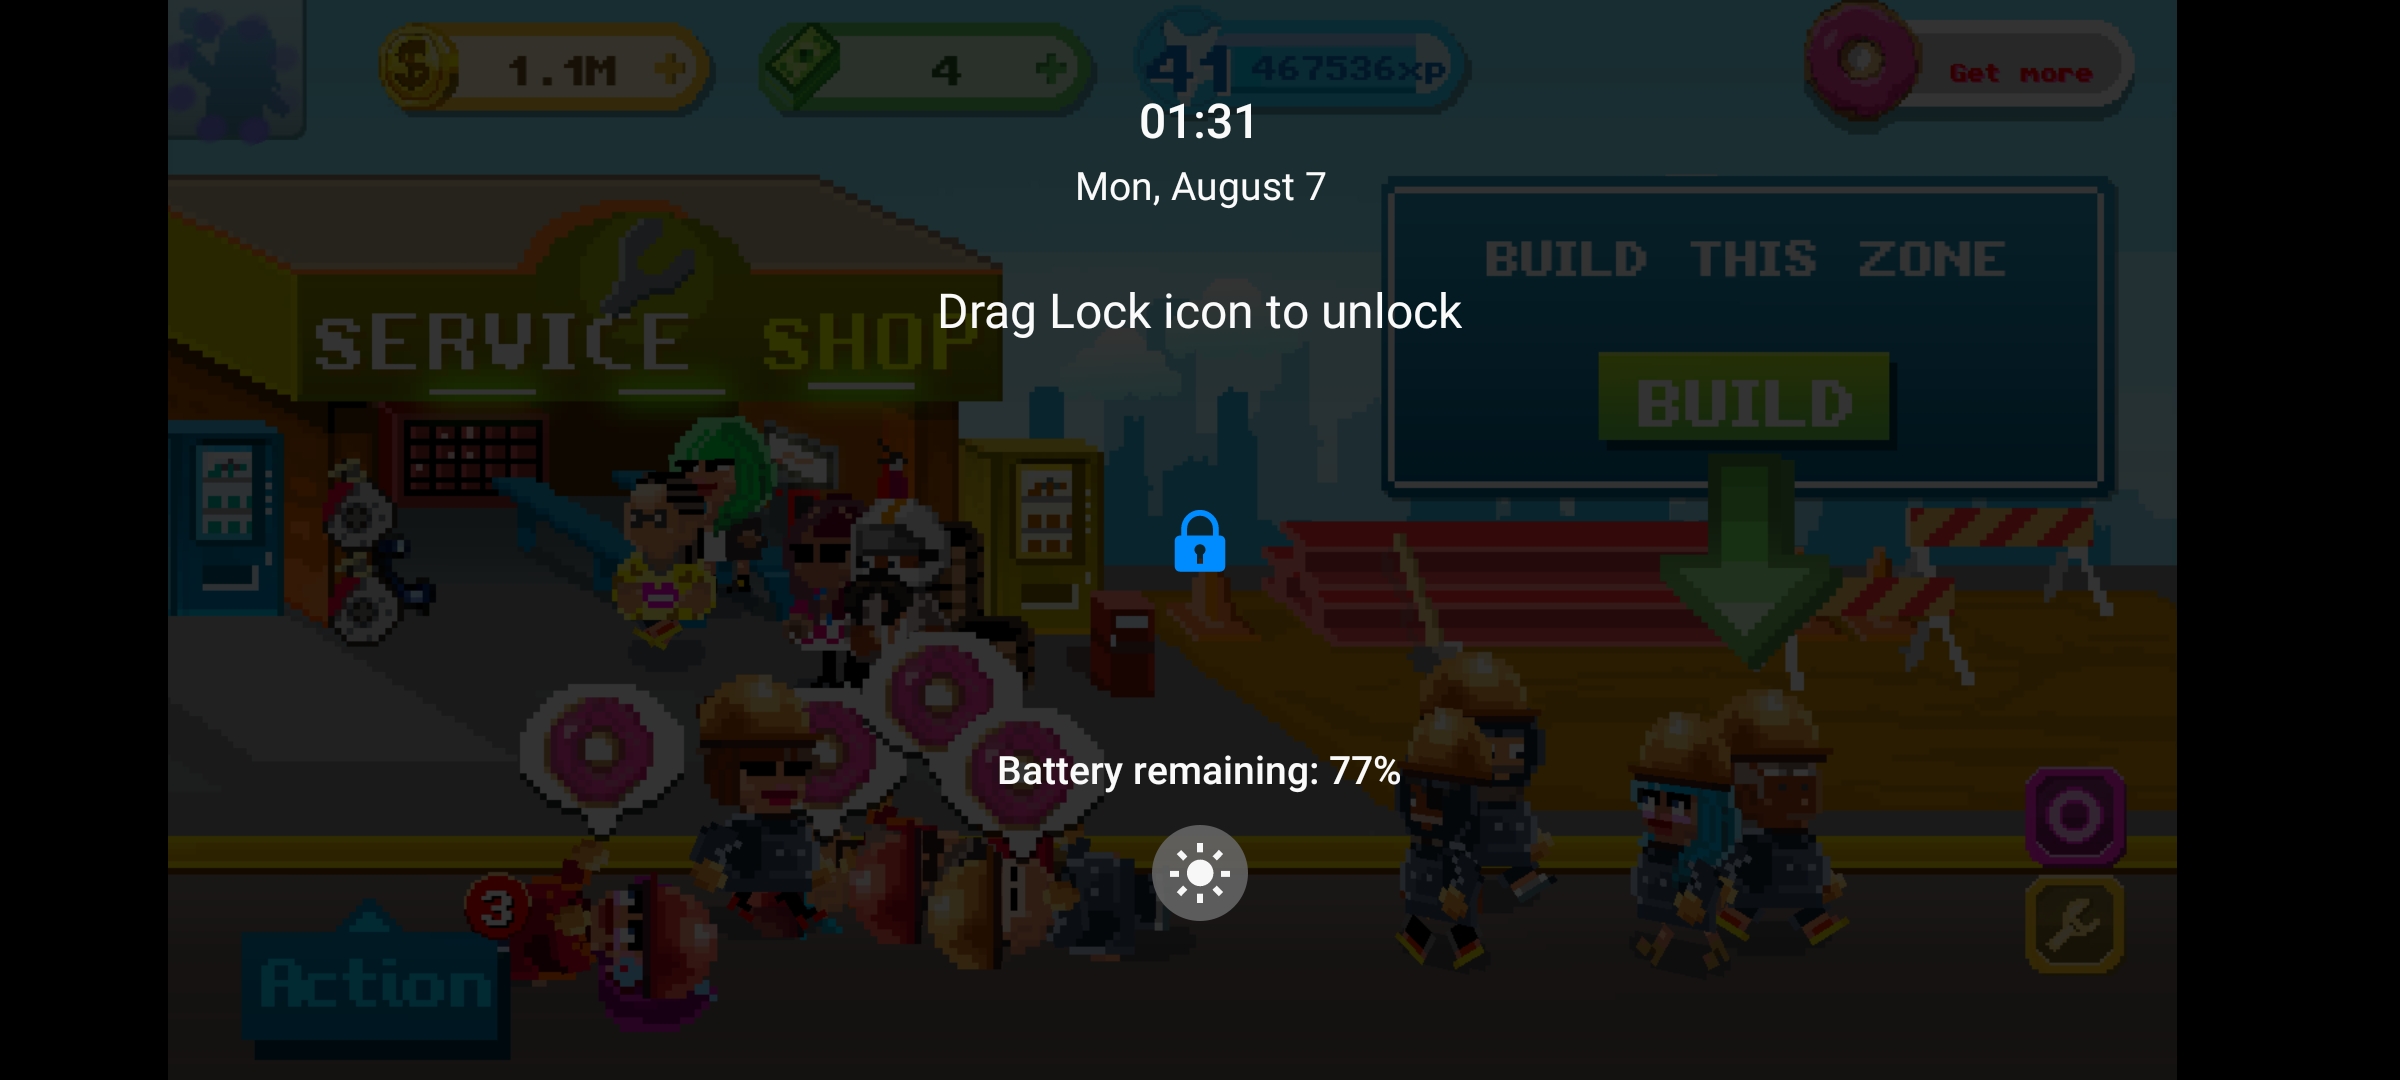 1.1M
4
41 467536xp
Get more
01:31
Mon, August 7
BUILD THIS ZONE
Drag Lock icon to unlock
SERVICE SHOP
BUILD
Battery remaining: 77%
3
Action